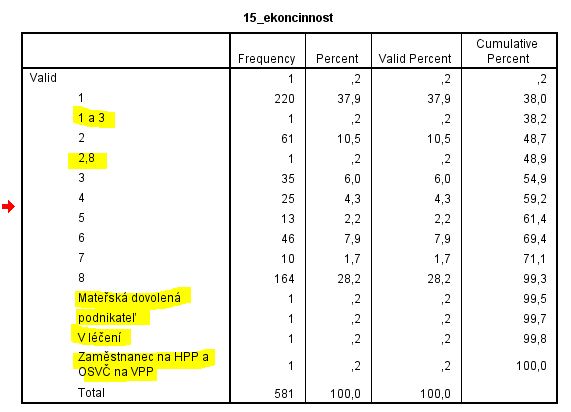 15_ekoncinnost
Frequency Percent Valid Percent Cumulative Percent
Valid 1 ,2 ,2 ,2
1 220 37,9 37,9 38,0
1 a 3 1 ,2 ,2 38,2
2 61 10,5 10,5 48,7
2,8 1 ,2 ,2 48,9
3 35 6,0 6,0 54,9
4 25 4,3 4,3 59,2
5 13 2,2 2,2 61,4
6 46 7,9 7,9 69,4
7 10 1,7 1,7 71,1
8 164 28,2 28,2 99,3
Mateřská dovolená 1 ,2 ,2 99,5
podnikateľ 1 ,2 ,2 99,7
V léčení 1 ,2 ,2 99,8
Zaměstnanec na HPP a
OSVČ na VPP 1 ,2 ,2 100,0
Total 581 100,0 100,0